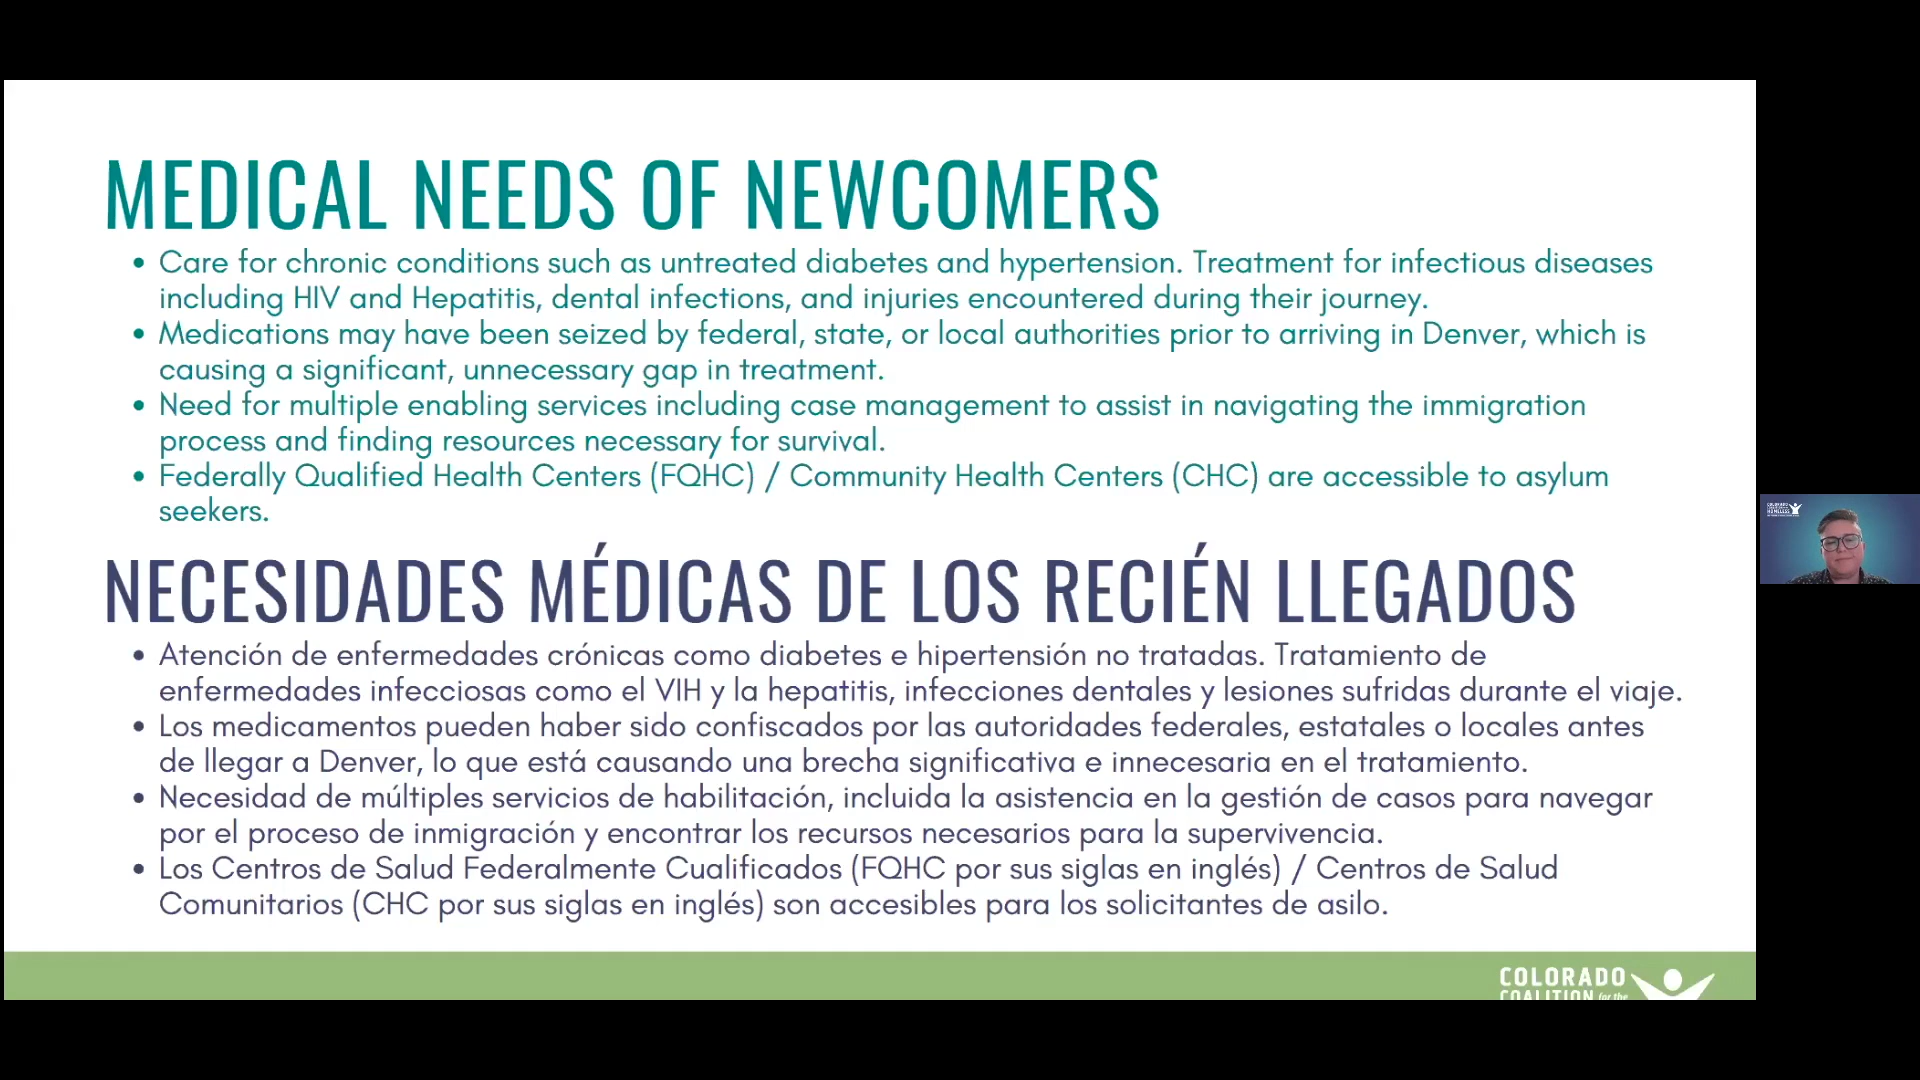 MEDICAL NEEDS OF NEWCOMERS
• Care for chronic conditions such as untreated diabetes and hypertension. Treatment for infectious diseases
including HIV and Hepatitis, dental infections, and injuries encountered during their journey.
• Medications may have been seized by federal, state, or local authorities prior to arriving in Denver, which is
causing a significant, unnecessary gap in treatment.
• Need for multiple enabling services including case management to assist in navigating the immigration
process and finding resources necessary for survival.
• Federally Qualified Health Centers (FQHC) / Community Health Centers (CHC) are accessible to asylum
seekers.
NECESIDADES MÉDICAS DE LOS RECIÉN LLEGADOS
• Atención de enfermedades crónicas como diabetes e hipertensión no tratadas. Tratamiento de
enfermedades infecciosas como el VIH y la hepatitis, infecciones dentales y lesiones sufridas durante el viaje.
• Los medicamentos pueden haber sido confiscados por las autoridades federales, estatales o locales antes
de llegar a Denver, lo que está causando una brecha significativa e innecesaria en el tratamiento.
• Necesidad de múltiples servicios de habilitación, incluida la asistencia en la gestión de casos para navegar
por el proceso de inmigración y encontrar los recursos necesarios para la supervivencia.
• Los Centros de Salud Federalmente Cualificados (FQHC por sus siglas en inglés) / Centros de Salud
Comunitarios (CHC por sus siglas en inglés) son accesibles para los solicitantes de asilo.
COLORADO
COALITION for the
COLORADO
HOMELESS